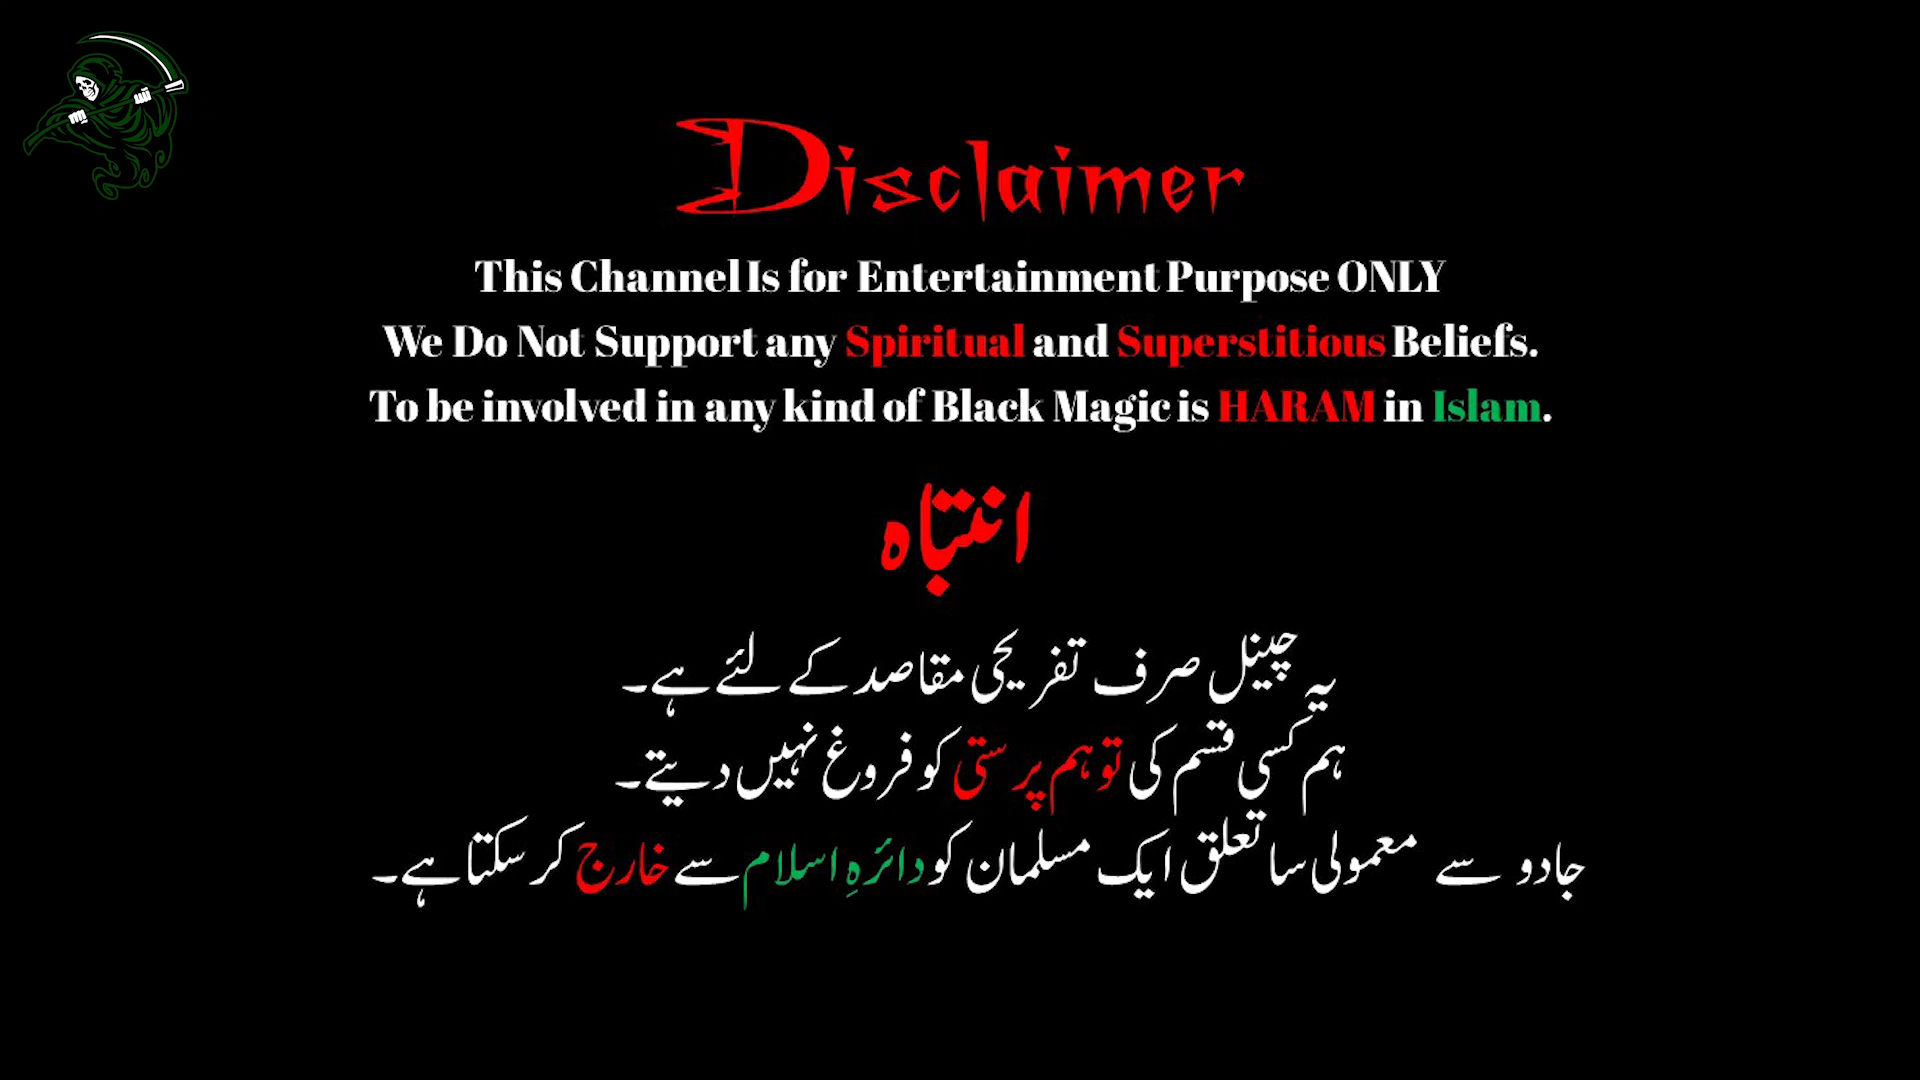 Disclaimer
This Channel Is for Entertainment Purpose ONLY
We Do Not Support any Spiritual and Superstitious Beliefs.
To be involved in any kind of Black Magic is HARAM in Islam.
انتباہ
یہ چینل صرف تفریحی مقاصد کے لئے ہے۔
ہم کسی قسم کی توہم پرستی کو فروغ نہیں دیتے۔
جادو سے معمولی سا تعلق ایک مسلمان کو دائرہِ اسلام سے خارج کر سکتا ہے۔